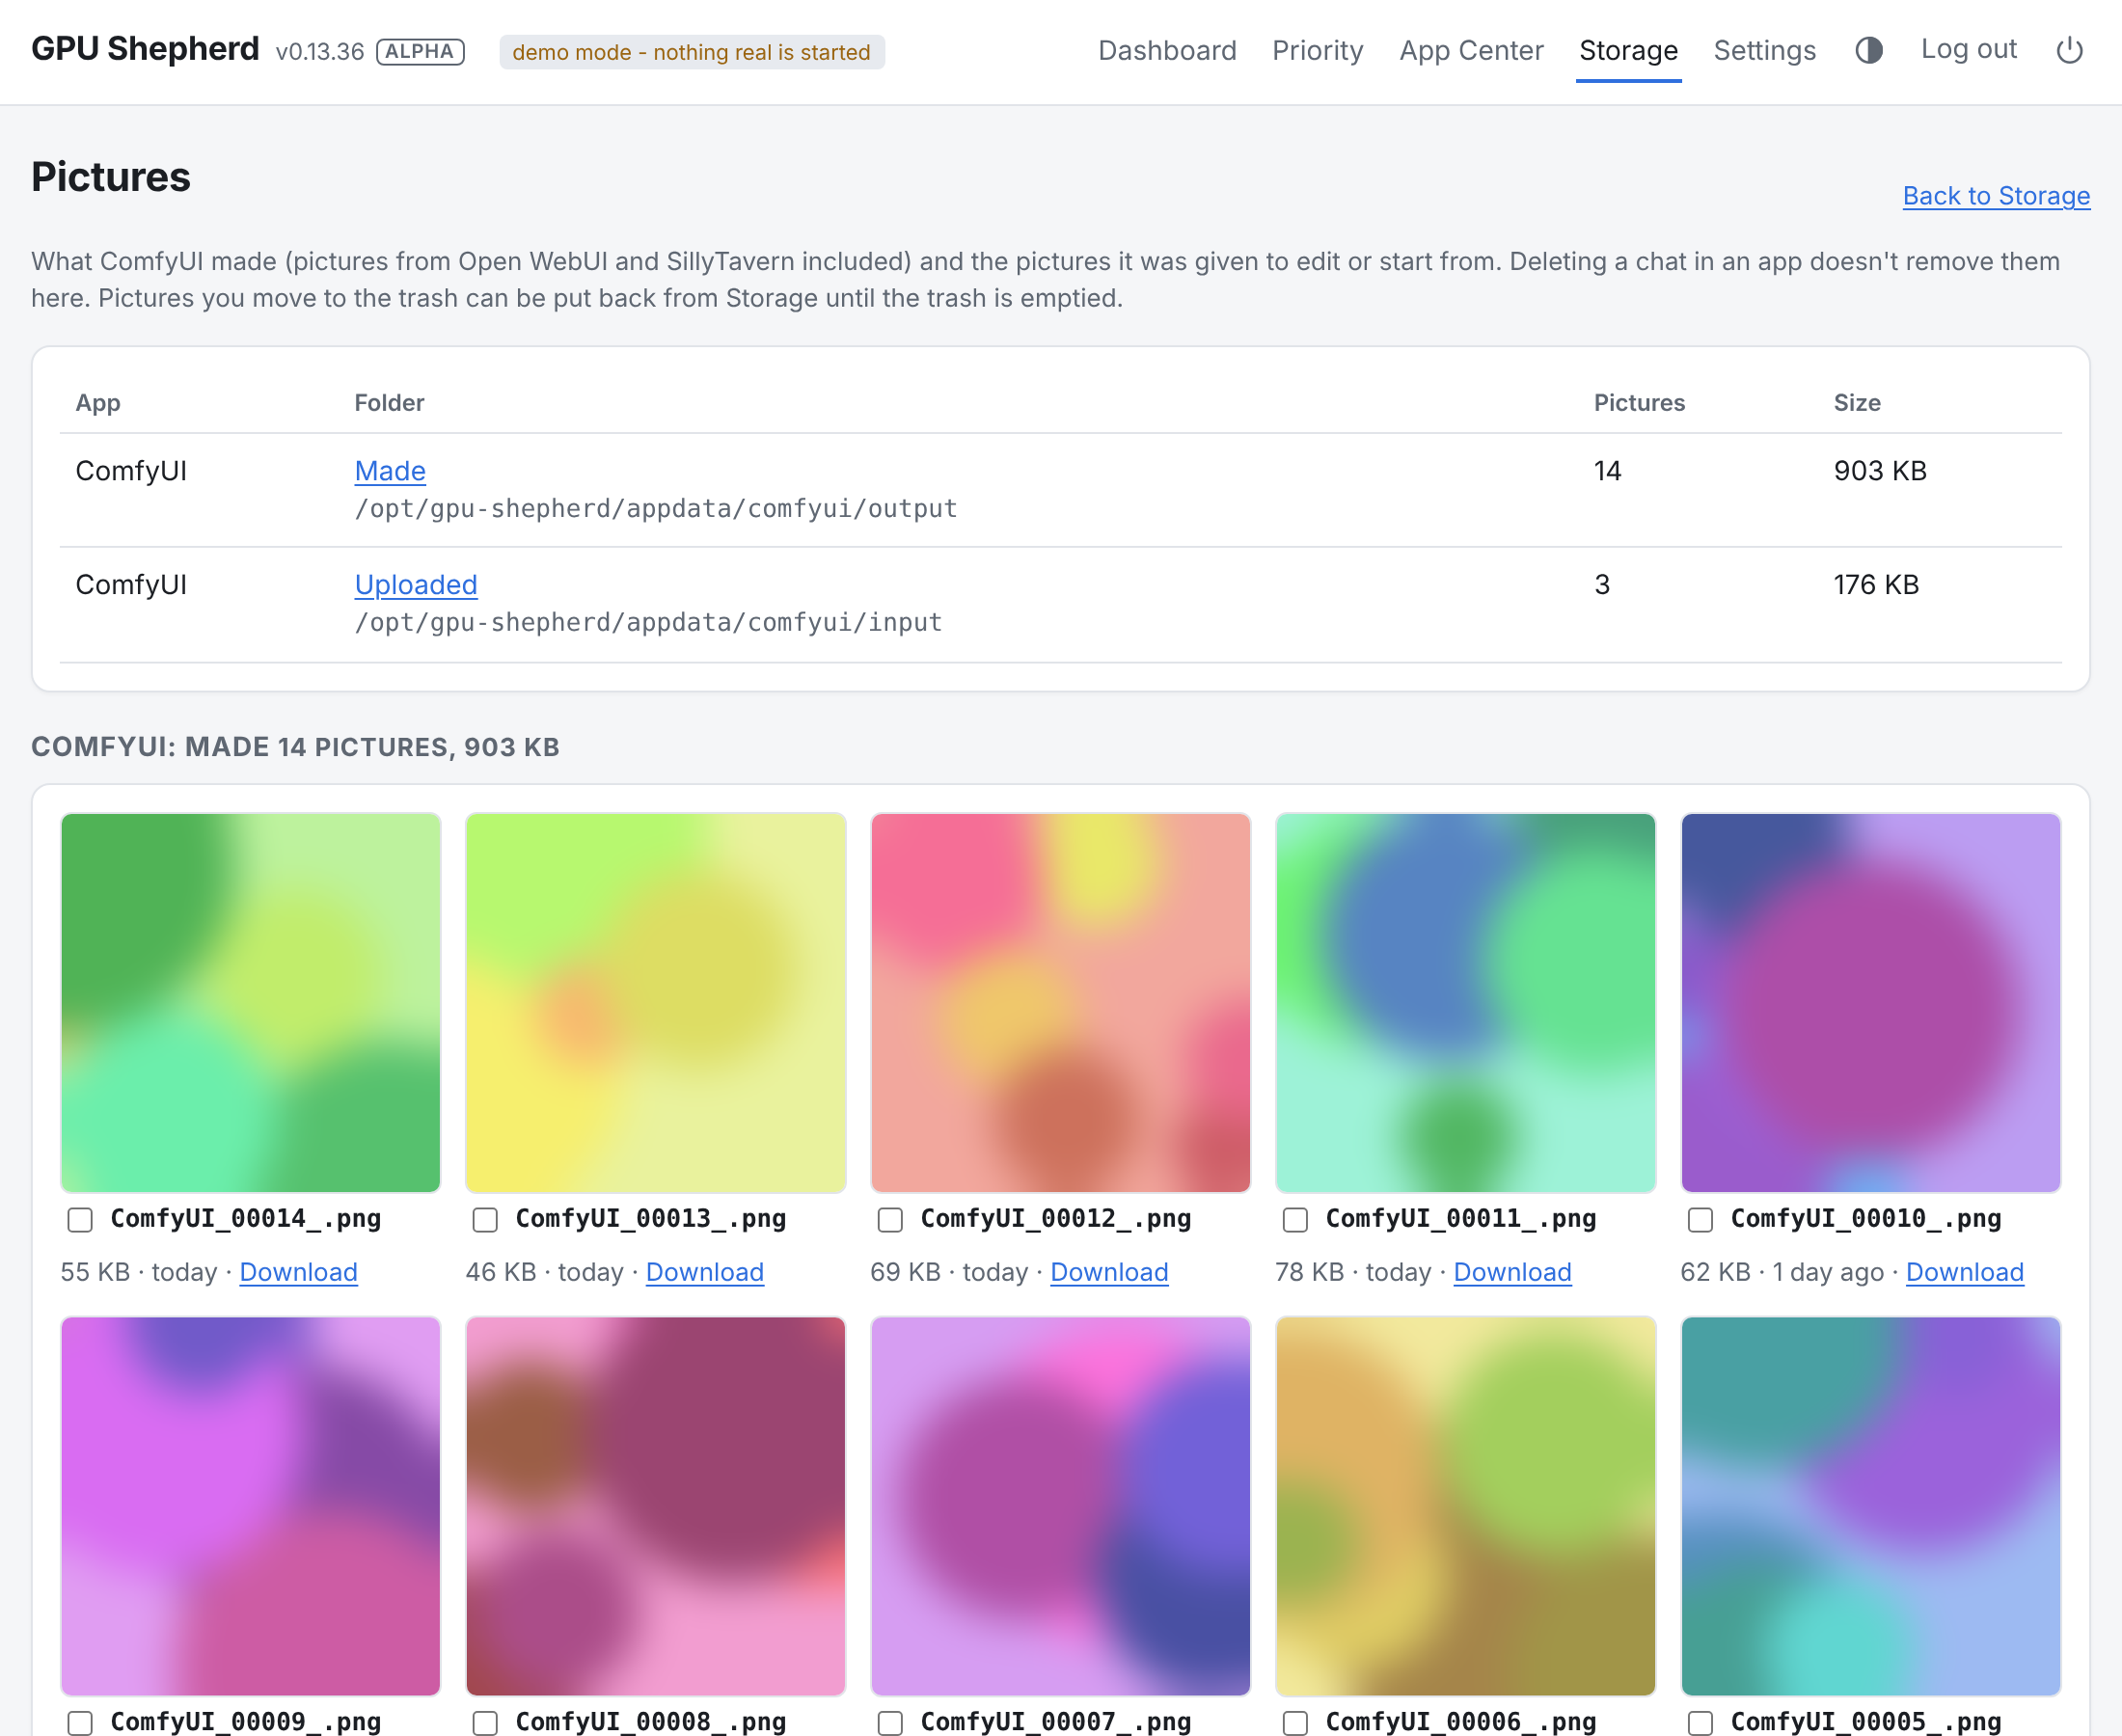 GPU Shepherd v0.13.36 ALPHA demo mode - nothing real is started Dashboard Priority App Center Storage Settings Log out
Pictures
Back to Storage
What ComfyUI made (pictures from Open WebUI and SillyTavern included) and the pictures it was given to edit or start from. Deleting a chat in an app doesn't remove them
here. Pictures you move to the trash can be put back from Storage until the trash is emptied.
App Folder Pictures Size
ComfyUI Made 14 903 KB
/opt/gpu-shepherd/appdata/comfyui/output
ComfyUI Uploaded 3 176 KB
/opt/gpu-shepherd/appdata/comfyui/input
COMFYUI: MADE 14 PICTURES, 903 KB
ComfyUI_00014_.png ComfyUI_00013_.png ComfyUI_00012_.png ComfyUI_00011_.png ComfyUI_00010_.png
55 KB · today · Download 46 KB · today · Download 69 KB · today · Download 78 KB · today · Download 62 KB · 1 day ago · Download
ComfyUI_00009_.png ComfyUI_00008_.png ComfyUI_00007_.png ComfyUI_00006_.png ComfyUI_00005_.png